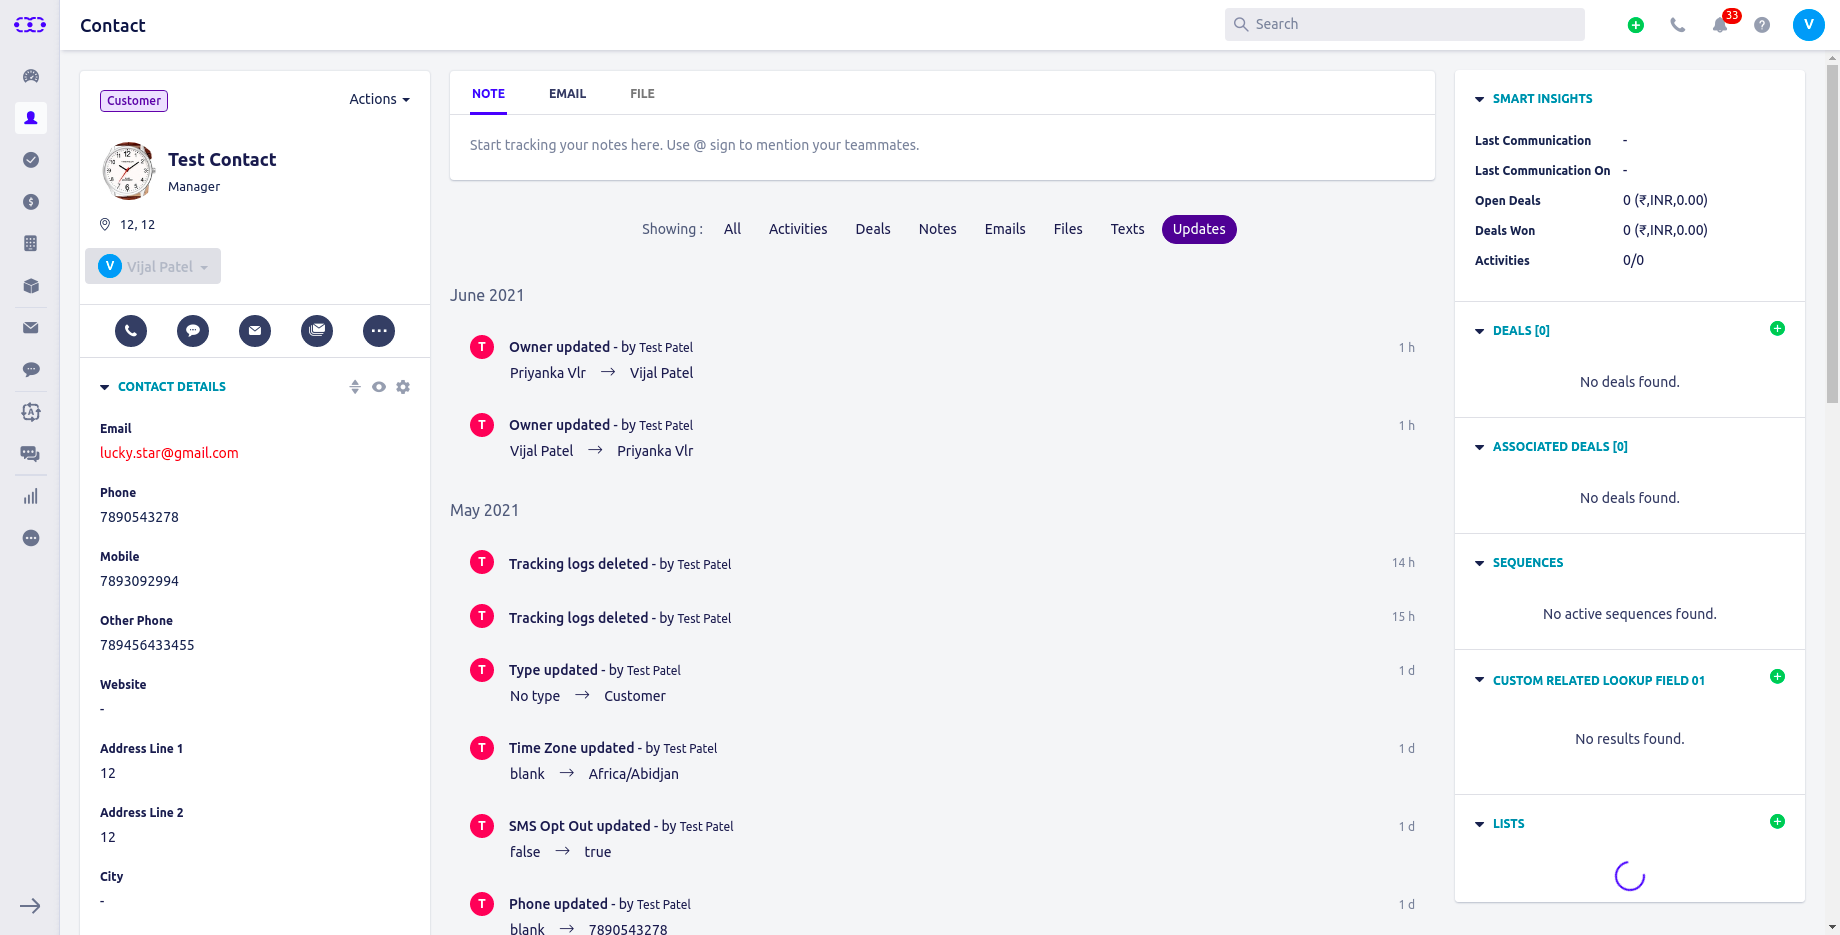 Contact
Search
33
V
Customer
Actions
Test Contact
Manager
12, 12
V Vijal Patel
CONTACT DETAILS
Email
lucky.star@gmail.com
Phone
7890543278
Mobile
7893092994
Other Phone
789456433455
Website
-
Address Line 1
12
Address Line 2
12
City
-
NOTE EMAIL FILE
Start tracking your notes here. Use @ sign to mention your teammates.
Showing : All Activities Deals Notes Emails Files Texts Updates
June 2021
T Owner updated - by Test Patel 1 h
Priyanka Vlr → Vijal Patel
T Owner updated - by Test Patel 1 h
Vijal Patel → Priyanka Vlr
May 2021
T Tracking logs deleted - by Test Patel 14 h
T Tracking logs deleted - by Test Patel 15 h
T Type updated - by Test Patel 1 d
No type → Customer
T Time Zone updated - by Test Patel 1 d
blank → Africa/Abidjan
T SMS Opt Out updated - by Test Patel 1 d
false → true
T Phone updated - by Test Patel 1 d
blank → 7890543278
SMART INSIGHTS
Last Communication -
Last Communication On -
Open Deals 0 (₹,INR,0.00)
Deals Won 0 (₹,INR,0.00)
Activities 0/0
DEALS [0]
No deals found.
ASSOCIATED DEALS [0]
No deals found.
SEQUENCES
No active sequences found.
CUSTOM RELATED LOOKUP FIELD 01
No results found.
LISTS